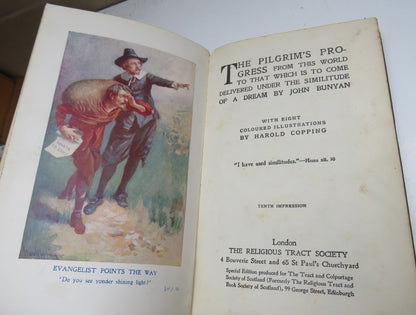 EVANGELIST POINTS THE WAY
"Do you see yonder shining light?"
THE PILGRIM'S PRO-
GRESS FROM THIS WORLD
TO THAT WHICH IS TO COME
DELIVERED UNDER THE SIMILITUDE
OF A DREAM BY JOHN BUNYAN
WITH EIGHT
COLOURED ILLUSTRATIONS
BY HAROLD COPPING
"I have used similitudes."—Hosea xii. 10
TENTH IMPRESSION
London
THE RELIGIOUS TRACT SOCIETY
4 Bouverie Street and 65 St Paul's Churchyard
Special Edition produced for The Tract and Colportage
Society of Scotland (Formerly The Religious Tract and
Book Society of Scotland), 99 George Street, Edinburgh